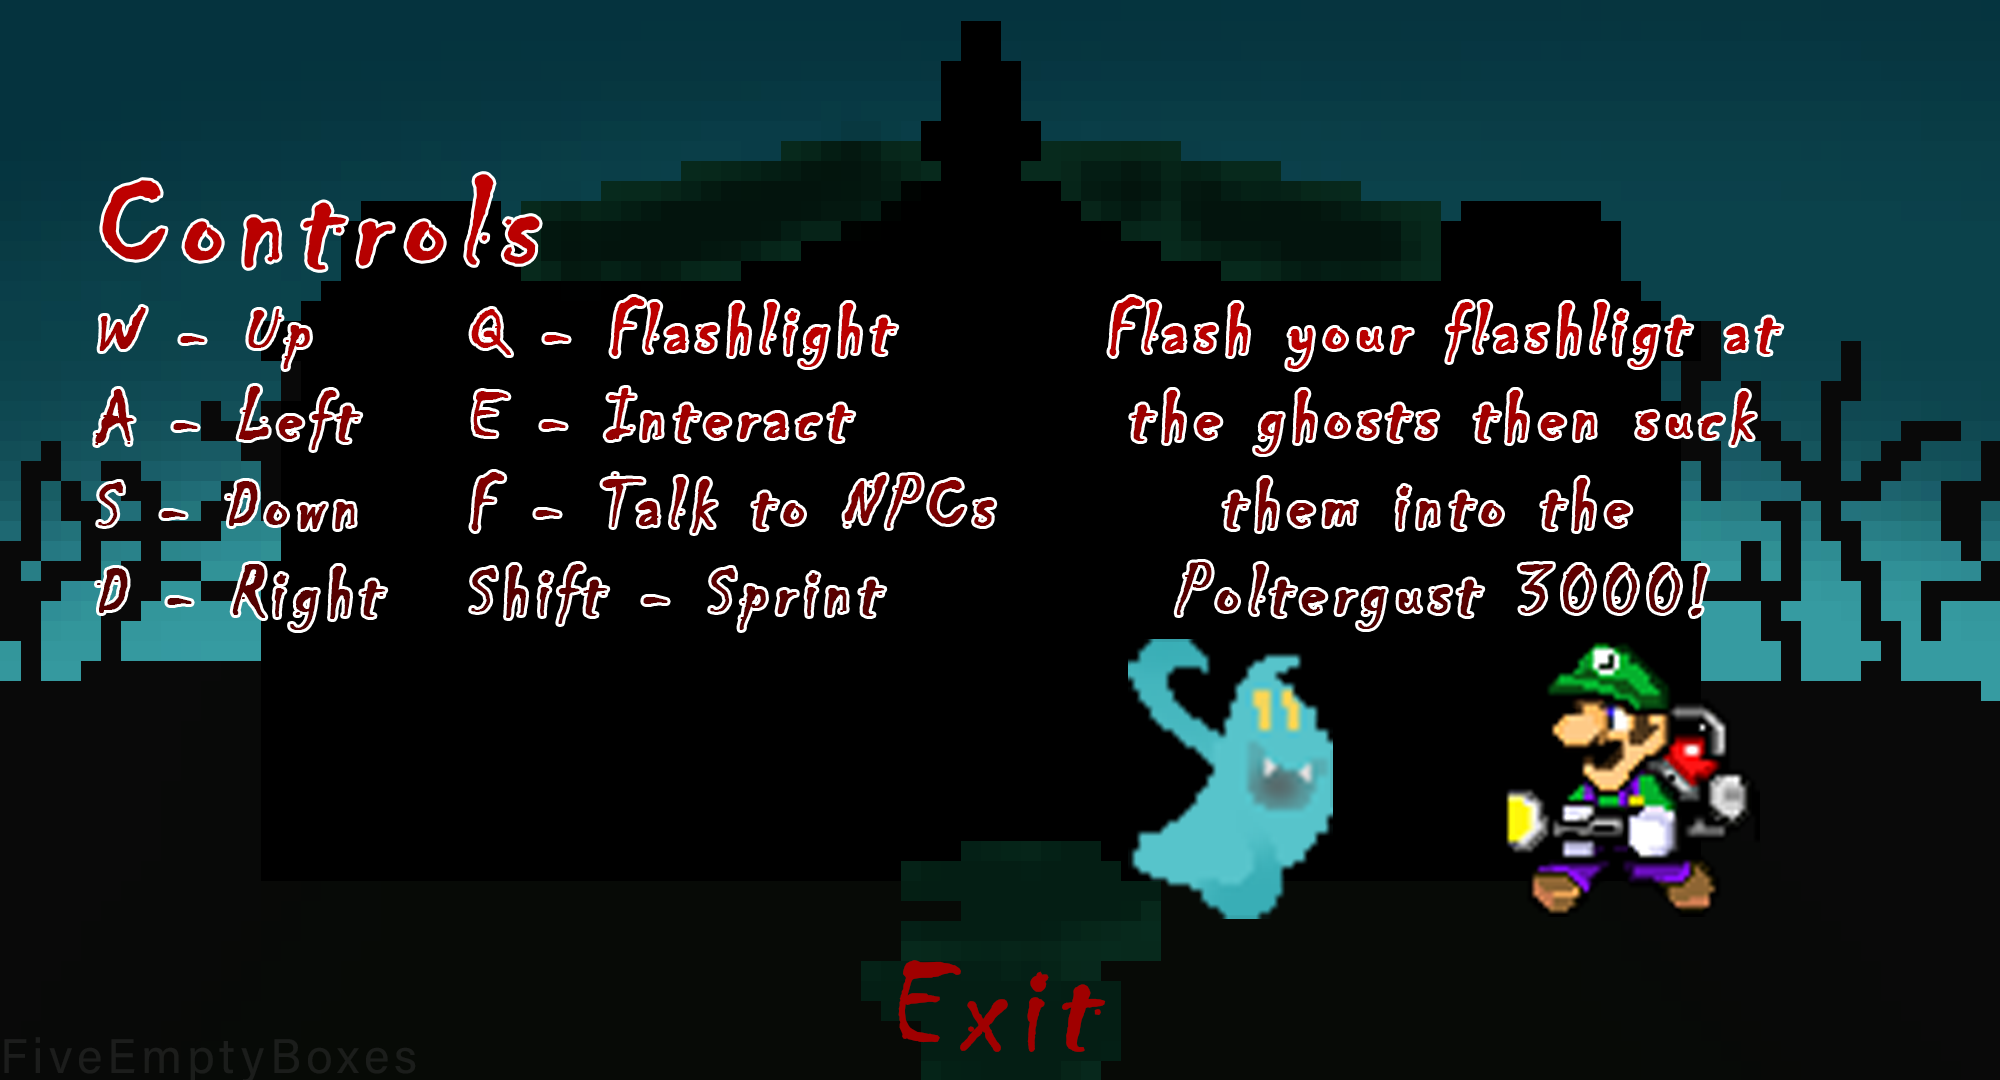 Controls
W - Up
A - Left
S - Down
D - Right
Q - Flashlight
E - Interact
F - Talk to NPCs
Shift - Sprint
Flash your flashligt at
the ghosts then suck
them into the
Poltergust 3000!
Exit
FiveEmptyBoxes